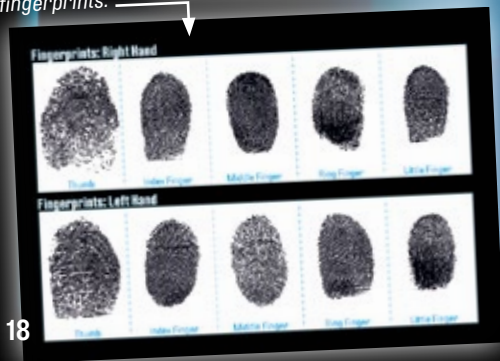 fingerprints.
Fingerprints: Right Hand
Thumb Index Finger Middle Finger Ring Finger Little Finger
Fingerprints: Left Hand
Thumb Index Finger Middle Finger Ring Finger Little Finger
18